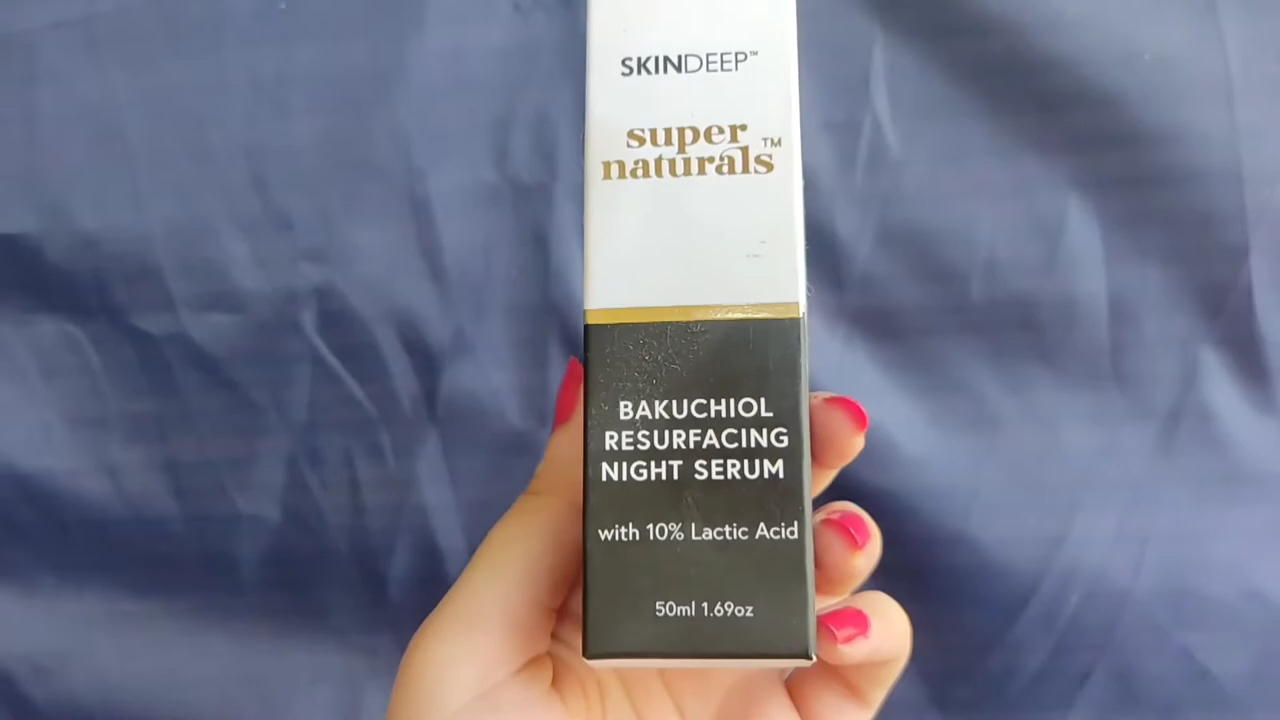 SKINDEEP™
super
naturals™
BAKUCHIOL
RESURFACING
NIGHT SERUM
with 10% Lactic Acid
50ml 1.69oz